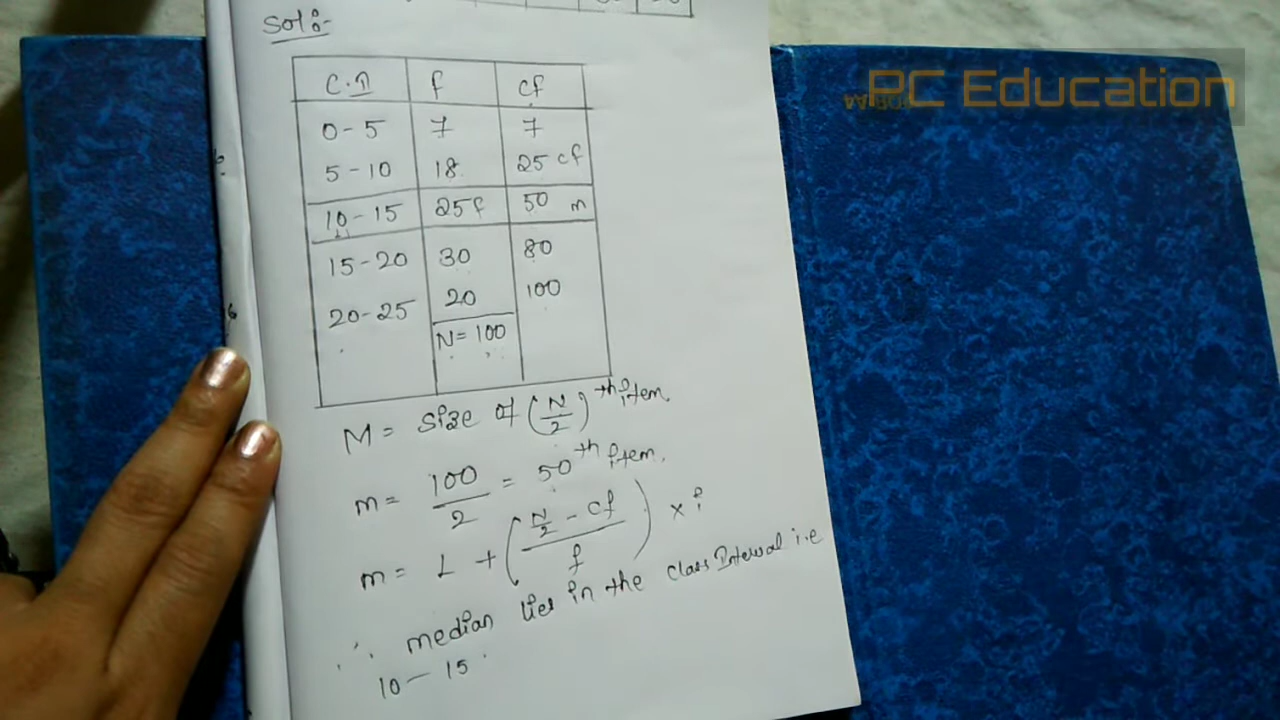 PC Education
Sol:-
C.I f cf
0-5 7 7
5-10 18 25 cf
10-15 25f 50 m
15-20 30 80
20-25 20 100
N=100
M = Size of (N/2)th item.
m = 100/2 = 50th item.
m = L + (N/2 - cf / f) × i
∴ median lies in the class Interval i.e
10-15